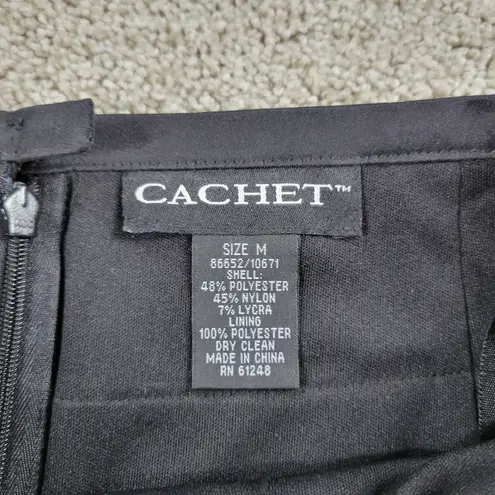 CACHET™
SIZE M
86652/10671
SHELL:
48% POLYESTER
45% NYLON
7% LYCRA
LINING
100% POLYESTER
DRY CLEAN
MADE IN CHINA
RN 61248